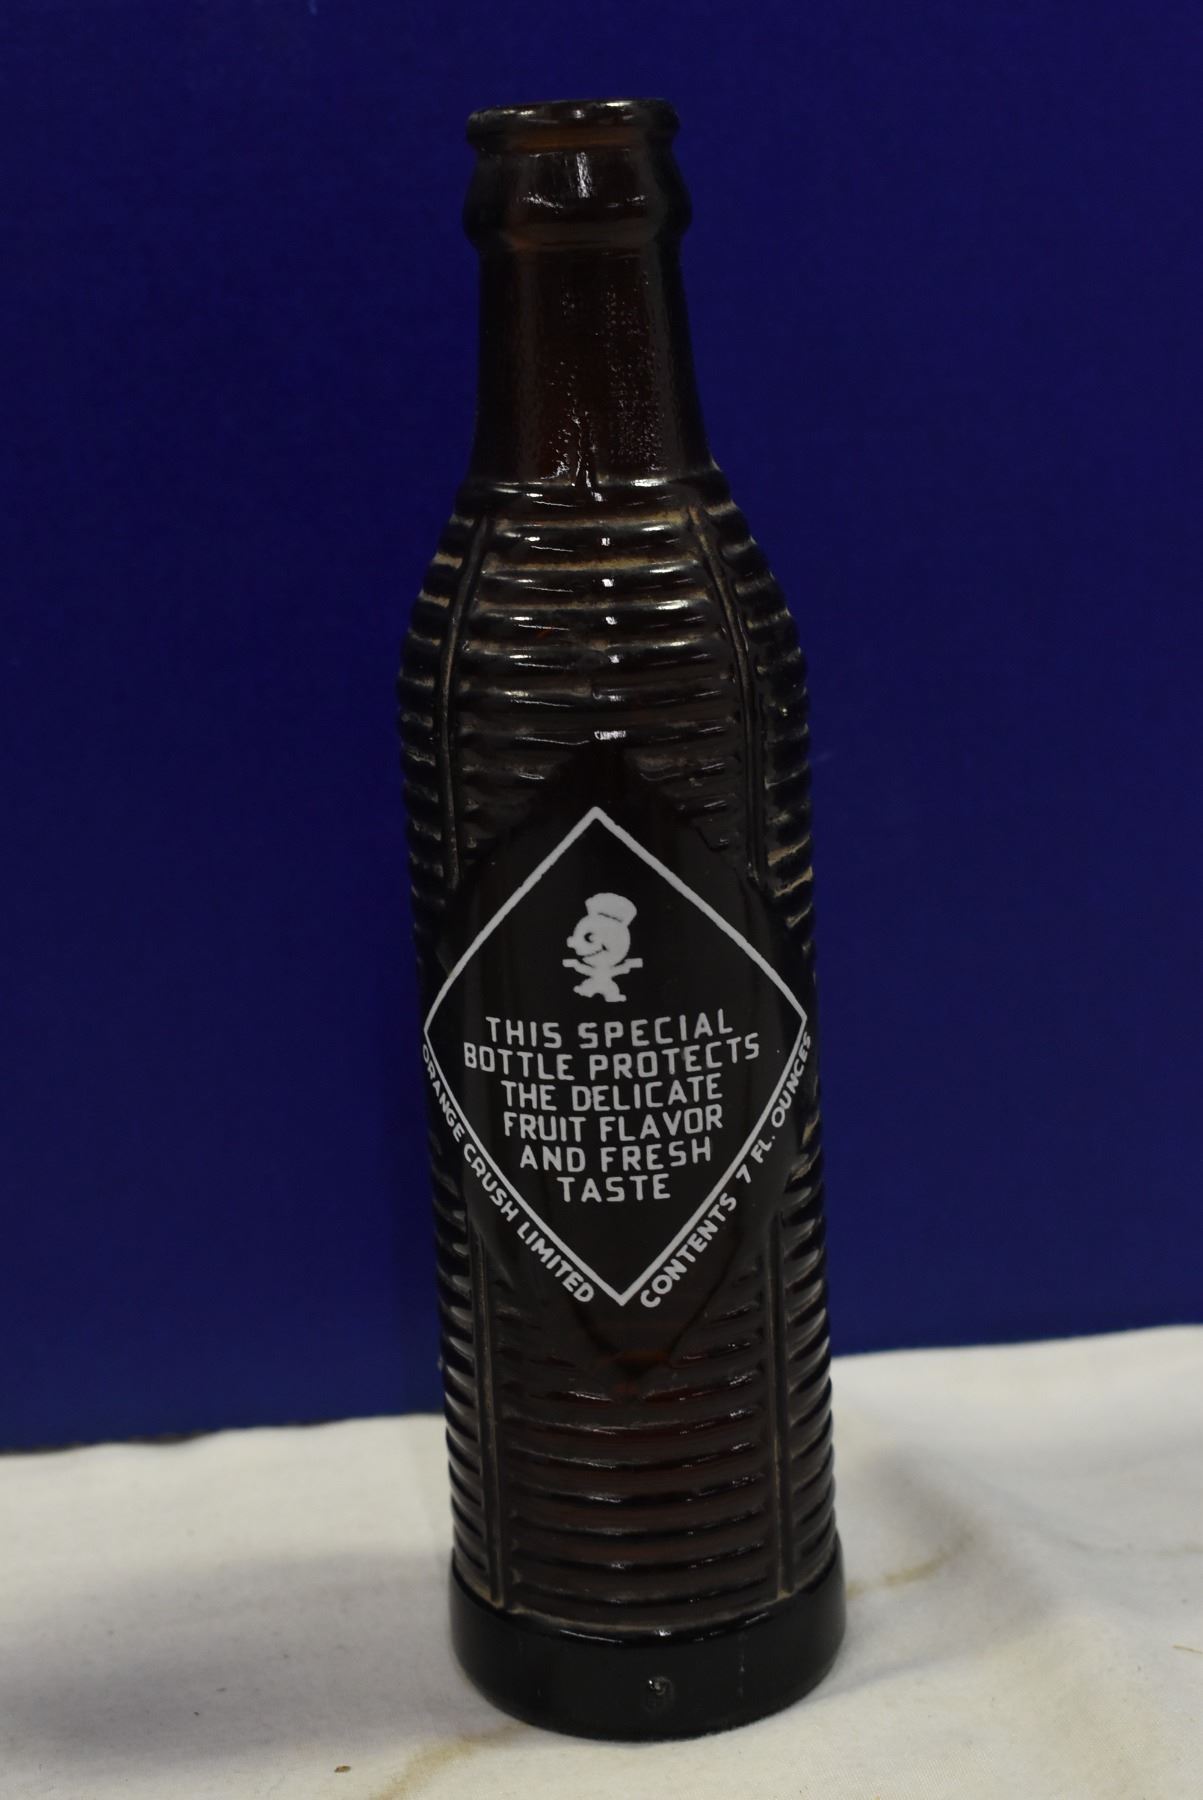 THIS SPECIAL
BOTTLE PROTECTS
THE DELICATE
FRUIT FLAVOR
AND FRESH
TASTE
ORANGE CRUSH LIMITED
CONTENTS 7 FL. OUNCES